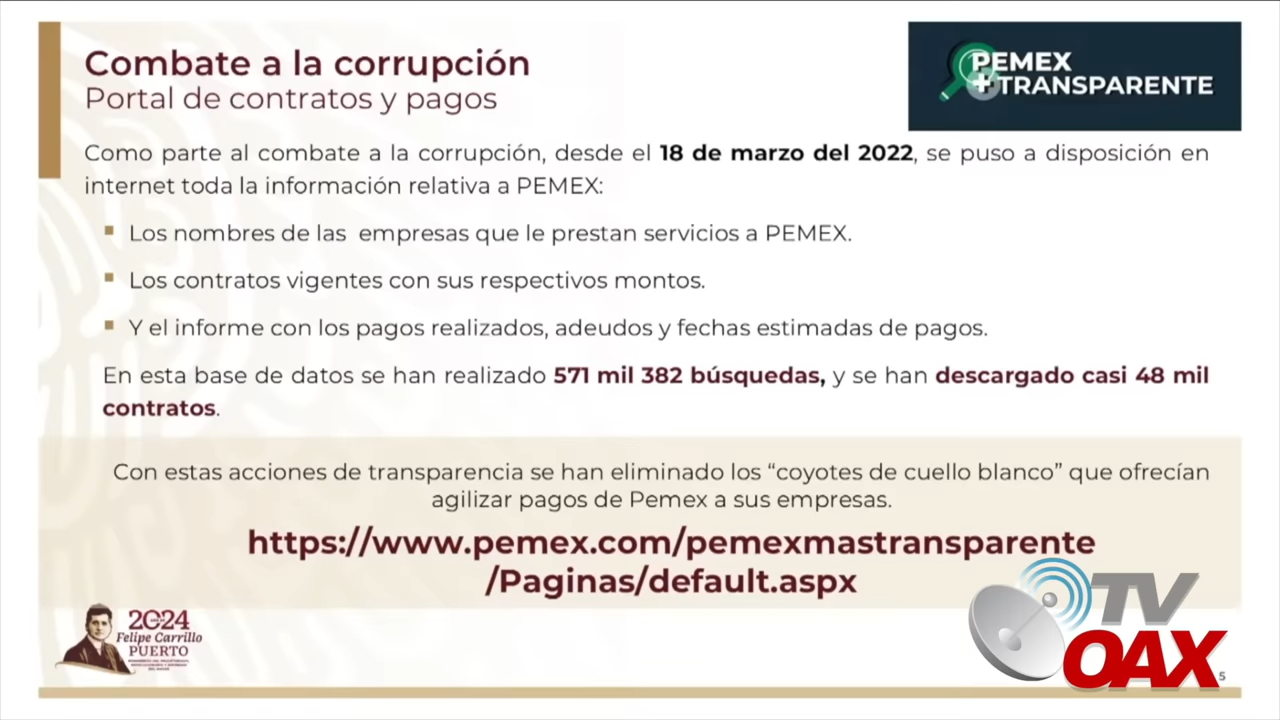 Combate a la corrupción
Portal de contratos y pagos
PEMEX
+TRANSPARENTE
Como parte al combate a la corrupción, desde el 18 de marzo del 2022, se puso a disposición en
internet toda la información relativa a PEMEX:
Los nombres de las empresas que le prestan servicios a PEMEX.
Los contratos vigentes con sus respectivos montos.
Y el informe con los pagos realizados, adeudos y fechas estimadas de pagos.
En esta base de datos se han realizado 571 mil 382 búsquedas, y se han descargado casi 48 mil
contratos.
Con estas acciones de transparencia se han eliminado los “coyotes de cuello blanco” que ofrecían
agilizar pagos de Pemex a sus empresas.
https://www.pemex.com/pemexmastransparente
/Paginas/default.aspx
2024
Felipe Carrillo
PUERTO
TV
OAX
5